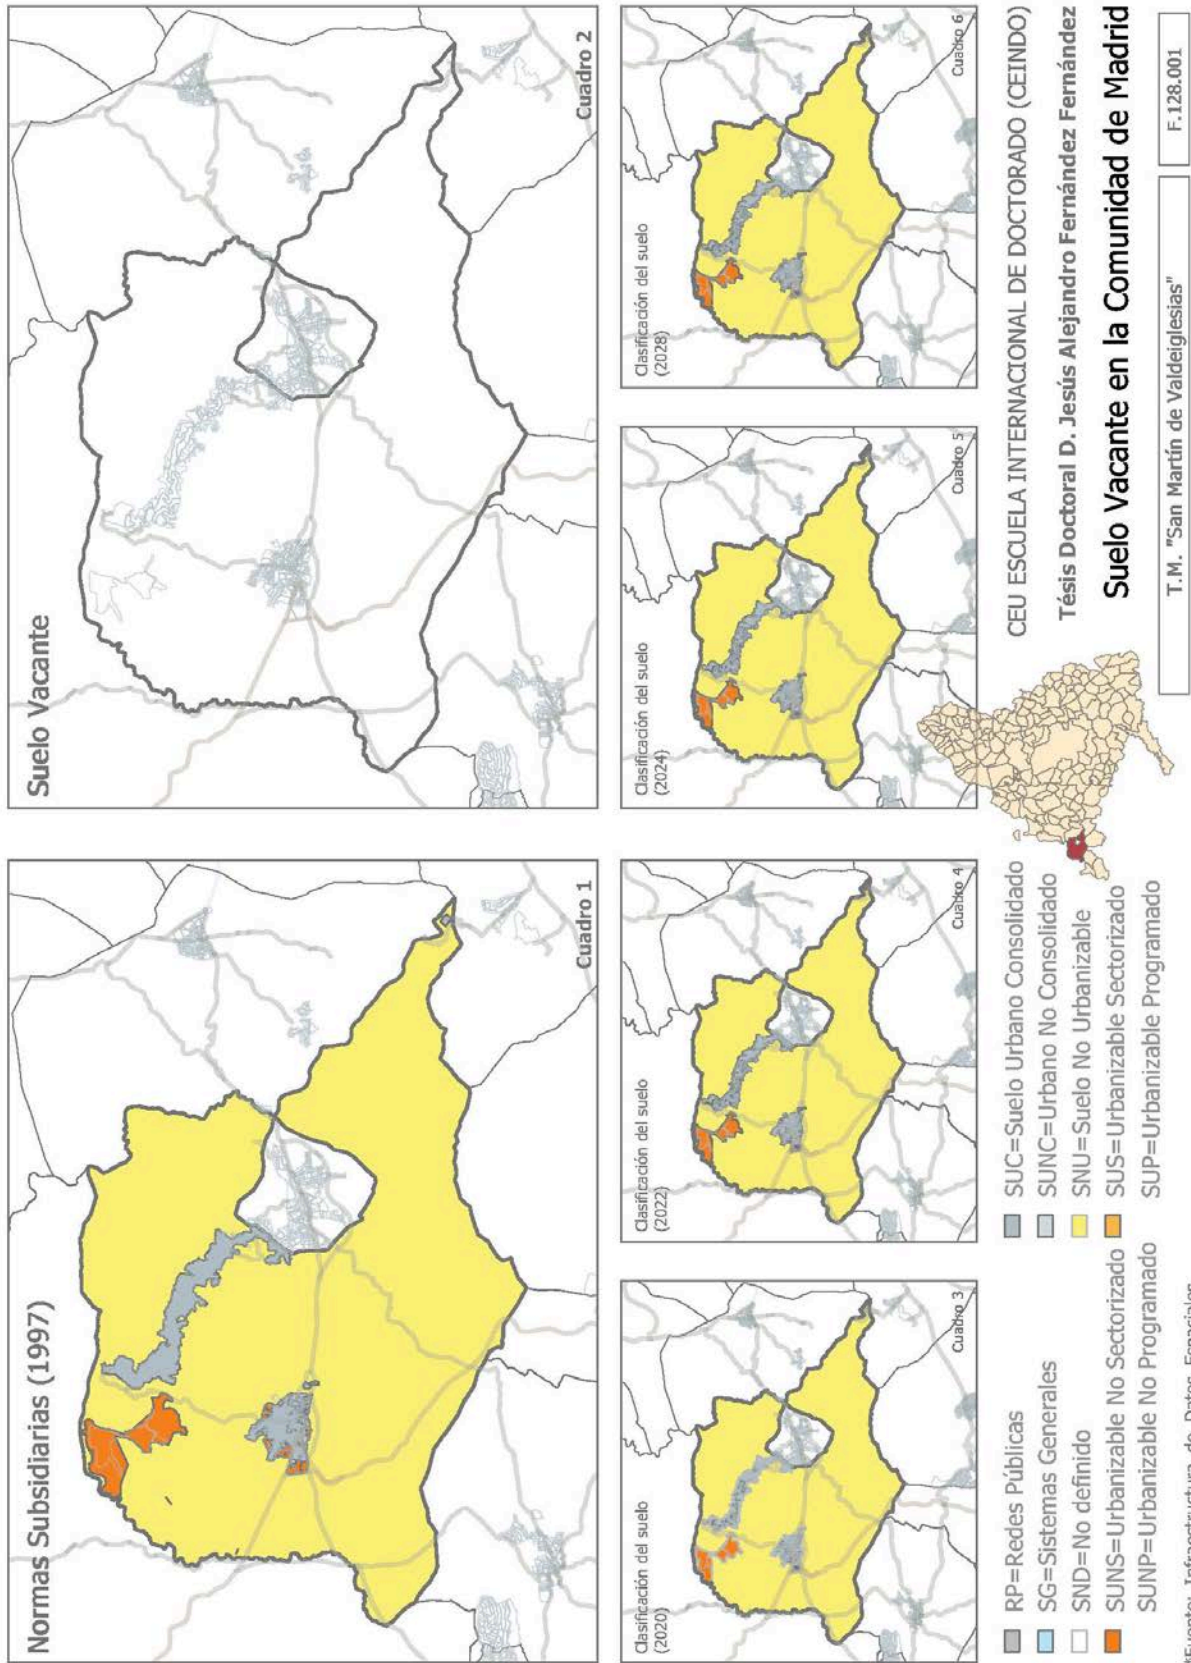 Normas Subsidiarias (1997)
Cuadro 1
Suelo Vacante
Cuadro 2
Clasificación del suelo
(2020)
Cuadro 3
Clasificación del suelo
(2022)
Cuadro 4
Clasificación del suelo
(2024)
Cuadro 5
Clasificación del suelo
(2028)
Cuadro 6
RP=Redes Públicas
SG=Sistemas Generales
SND=No definido
SUNS=Urbanizable No Sectorizado
SUNP=Urbanizable No Programado
SUC=Suelo Urbano Consolidado
SUNC=Urbano No Consolidado
SNU=Suelo No Urbanizable
SUS=Urbanizable Sectorizado
SUP=Urbanizable Programado
CEU ESCUELA INTERNACIONAL DE DOCTORADO (CEINDO)
Tésis Doctoral D. Jesús Alejandro Fernández Fernández
Suelo Vacante en la Comunidad de Madrid
T.M. "San Martín de Valdeiglesias"
F.128.001